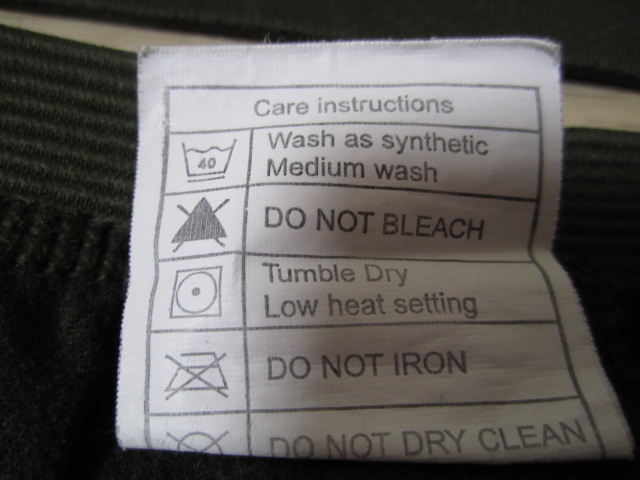 Care instructions
40
Wash as synthetic
Medium wash
DO NOT BLEACH
Tumble Dry
Low heat setting
DO NOT IRON
DO NOT DRY CLEAN